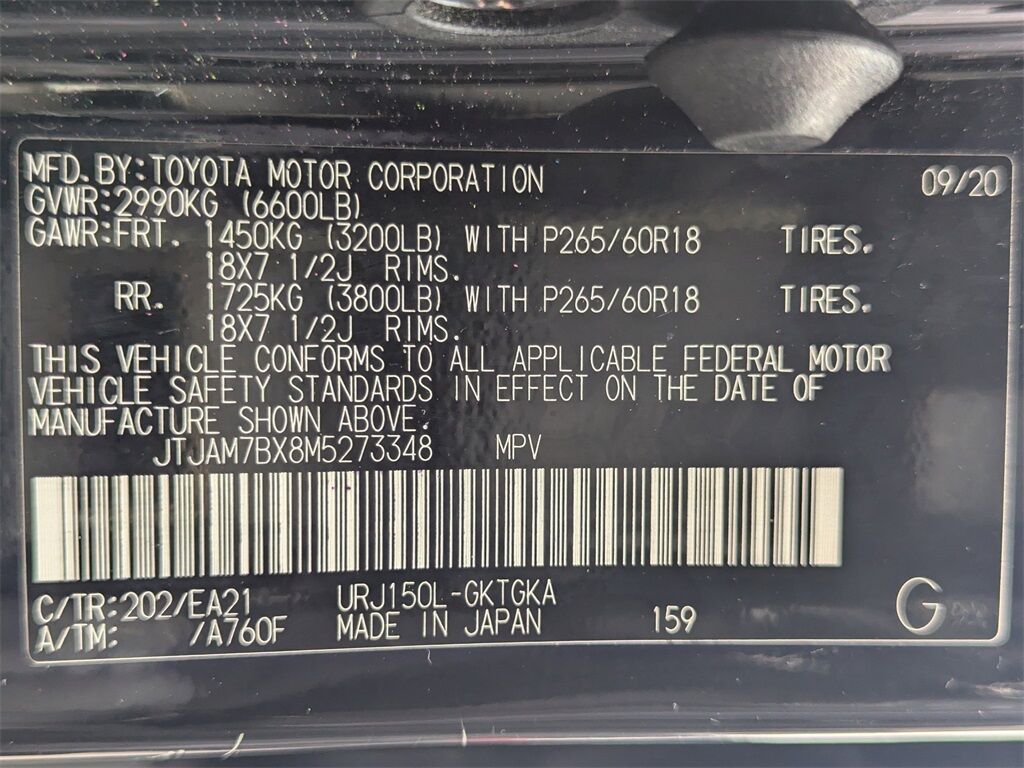 MFD.BY:TOYOTA MOTOR CORPORATION 09/20
GVWR:2990KG (6600LB)
GAWR:FRT. 1450KG (3200LB) WITH P265/60R18 TIRES.
18X7 1/2J RIMS.
RR. 1725KG (3800LB) WITH P265/60R18 TIRES.
18X7 1/2J RIMS.
THIS VEHICLE CONFORMS TO ALL APPLICABLE FEDERAL MOTOR
VEHICLE SAFETY STANDARDS IN EFFECT ON THE DATE OF
MANUFACTURE SHOWN ABOVE.
JTJAM7BX8M5273348 MPV
C/TR:202/EA21 URJ150L-GKTGKA
A/TM: /A760F MADE IN JAPAN 159 G